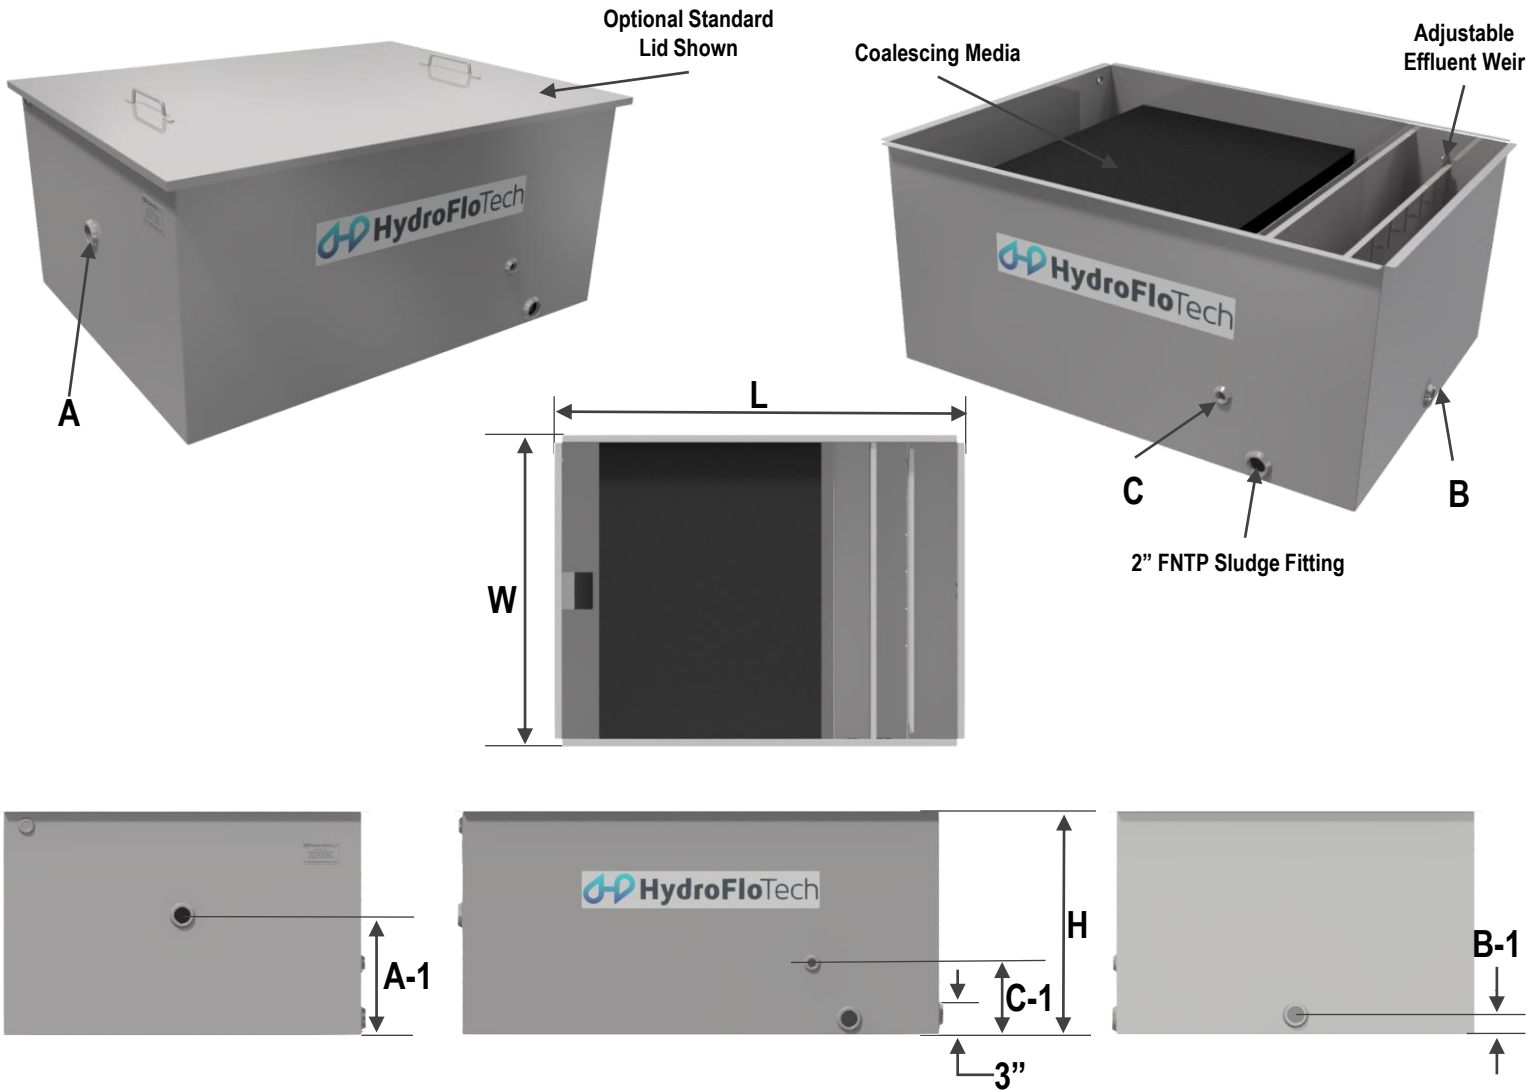 Optional Standard
Lid Shown
Coalescing Media
Adjustable
Effluent Weir
HydroFloTech
HydroFloTech
A
L
C
B
2” FNTP Sludge Fitting
W
HydroFloTech
A-1
H
C-1
B-1
3”